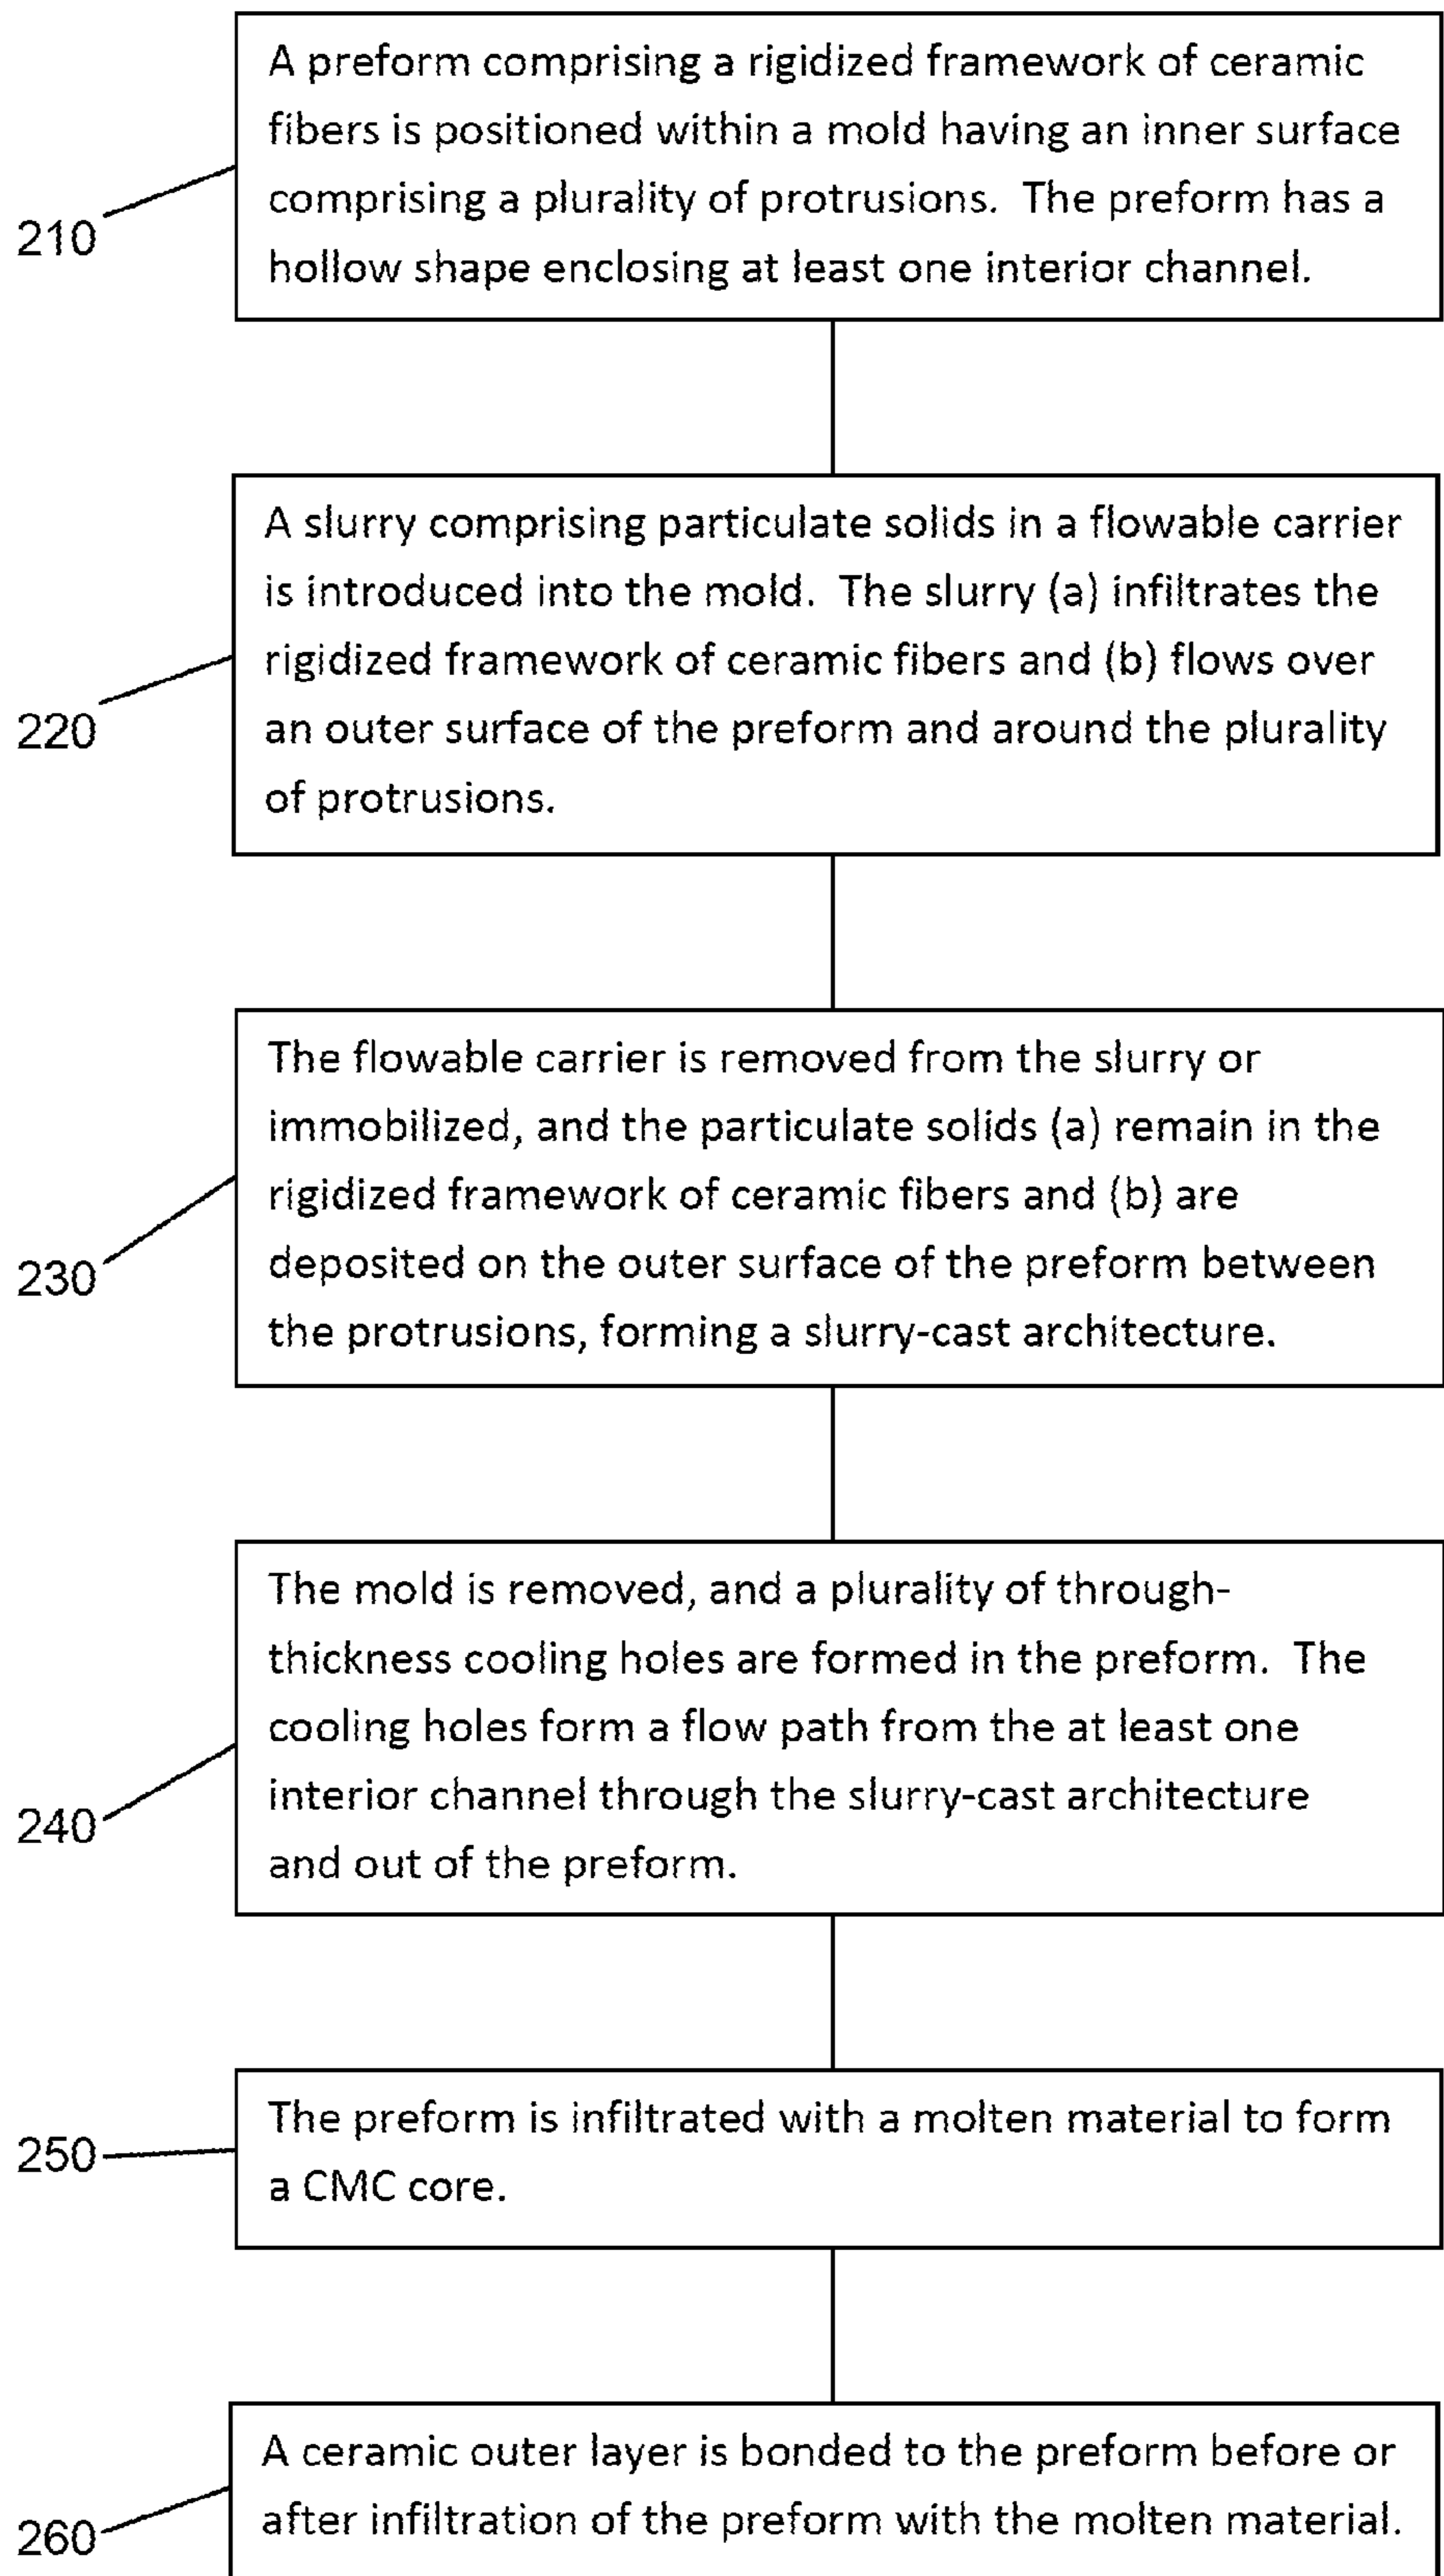 A preform comprising a rigidized framework of ceramic
fibers is positioned within a mold having an inner surface
comprising a plurality of protrusions.  The preform has a
hollow shape enclosing at least one interior channel.
210
A slurry comprising particulate solids in a flowable carrier
is introduced into the mold.  The slurry (a) infiltrates the
rigidized framework of ceramic fibers and (b) flows over
an outer surface of the preform and around the plurality
of protrusions.
220
The flowable carrier is removed from the slurry or
immobilized, and the particulate solids (a) remain in the
rigidized framework of ceramic fibers and (b) are
deposited on the outer surface of the preform between
the protrusions, forming a slurry-cast architecture.
230
The mold is removed, and a plurality of through-
thickness cooling holes are formed in the preform.  The
cooling holes form a flow path from the at least one
interior channel through the slurry-cast architecture
and out of the preform.
240
The preform is infiltrated with a molten material to form
a CMC core.
250
A ceramic outer layer is bonded to the preform before or
after infiltration of the preform with the molten material.
260